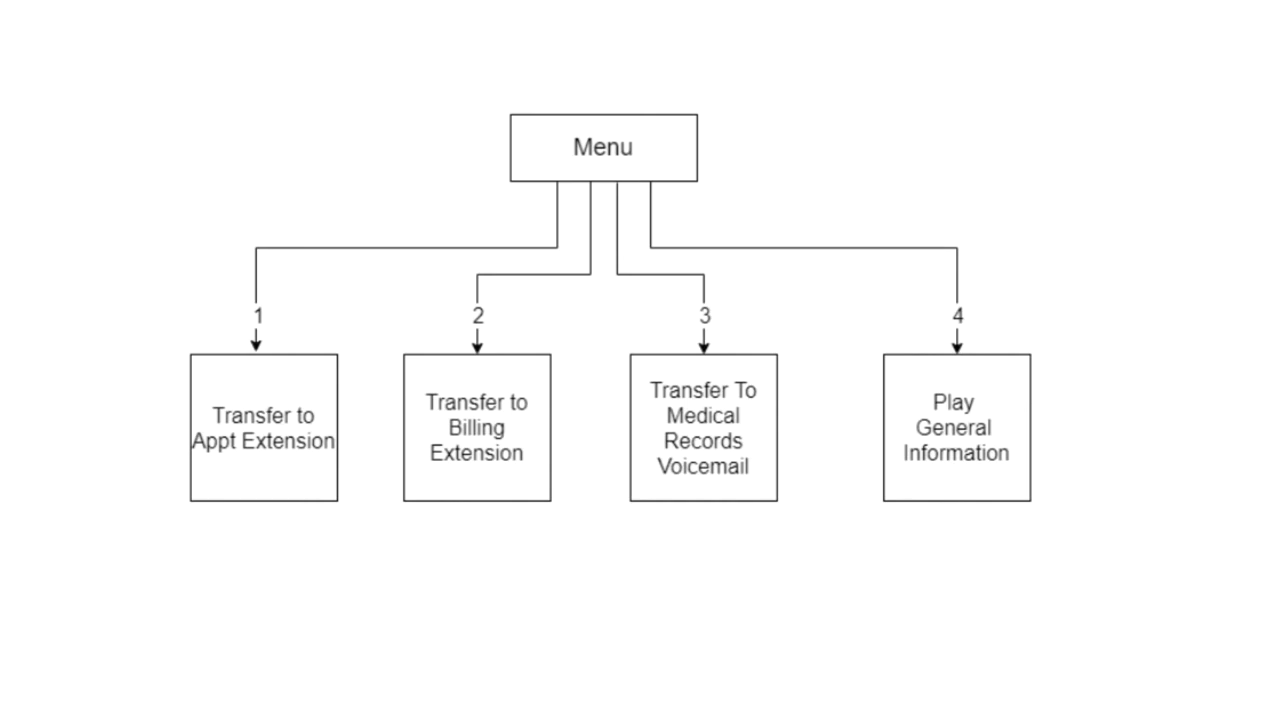 Menu
1
2
3
4
Transfer to
Appt Extension
Transfer to
Billing
Extension
Transfer To
Medical
Records
Voicemail
Play
General
Information